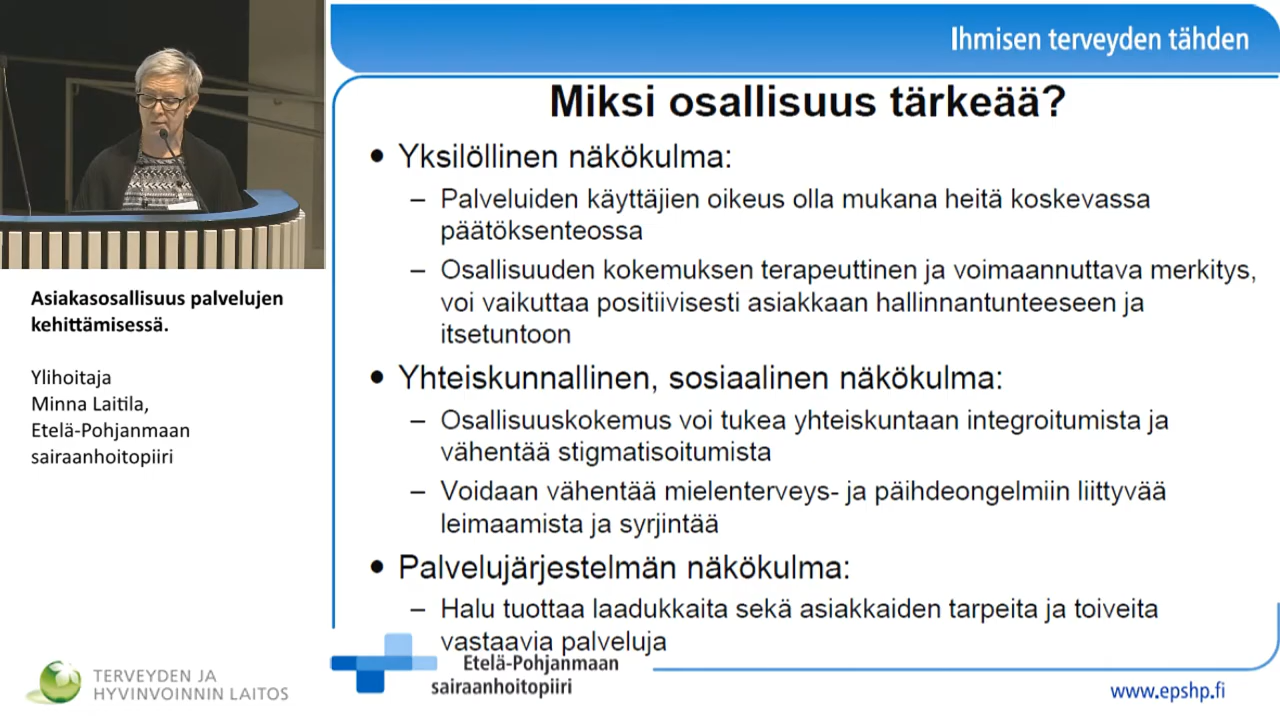 Ihmisen terveyden tähden
Miksi osallisuus tärkeää?
• Yksilöllinen näkökulma:
– Palveluiden käyttäjien oikeus olla mukana heitä koskevassa
päätöksenteossa
– Osallisuuden kokemuksen terapeuttinen ja voimaannuttava merkitys,
voi vaikuttaa positiivisesti asiakkaan hallinnantunteeseen ja
itsetuntoon
• Yhteiskunnallinen, sosiaalinen näkökulma:
– Osallisuuskokemus voi tukea yhteiskuntaan integroitumista ja
vähentää stigmatisoitumista
– Voidaan vähentää mielenterveys- ja päihdeongelmiin liittyvää
leimaamista ja syrjintää
• Palvelujärjestelmän näkökulma:
– Halu tuottaa laadukkaita sekä asiakkaiden tarpeita ja toiveita
vastaavia palveluja
Etelä-Pohjanmaan
sairaanhoitopiiri
www.epshp.fi
Asiakasosallisuus palvelujen
kehittämisessä.
Ylihoitaja
Minna Laitila,
Etelä-Pohjanmaan
sairaanhoitopiiri
TERVEYDEN JA
HYVINVOINNIN LAITOS